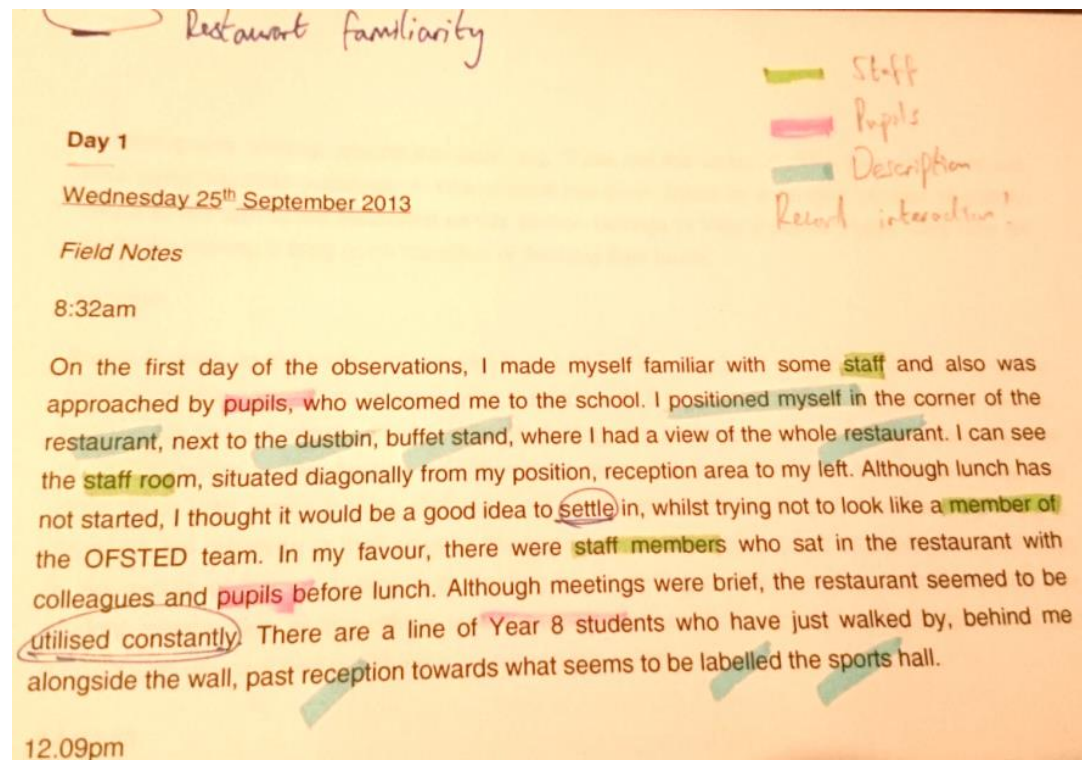 Restaurant familiarity
Staff
Pupils
Description
Record interaction!
Day 1
Wednesday 25th September 2013
Field Notes
8:32am
On the first day of the observations, I made myself familiar with some staff and also was
approached by pupils, who welcomed me to the school. I positioned myself in the corner of the
restaurant, next to the dustbin, buffet stand, where I had a view of the whole restaurant. I can see
the staff room, situated diagonally from my position, reception area to my left. Although lunch has
not started, I thought it would be a good idea to settle in, whilst trying not to look like a member of
the OFSTED team. In my favour, there were staff members who sat in the restaurant with
colleagues and pupils before lunch. Although meetings were brief, the restaurant seemed to be
utilised constantly. There are a line of Year 8 students who have just walked by, behind me
alongside the wall, past reception towards what seems to be labelled the sports hall.
12.09pm